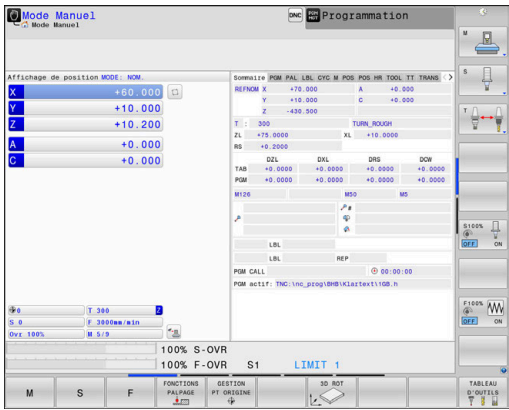 Mode Manuel
Mode Manuel
DNC
Programmation
Affichage de position MODE: NOM.
X +60.000
Y +10.000
Z +10.200
A +0.000
C +0.000
0 T 300 Z
S 0 F 3000mm/min
Ovr 100% M 5/9
Sommaire PGM PAL LBL CYC M POS POS HR TOOL TT TRANS
REFNOM X +70.000 A +0.000
Y +10.000 C +0.000
Z -430.500
T : 300 TURN_ROUGH
ZL +75.0000 XL +10.0000
RS +0.2000
DZL DXL DRS DCW
TAB +0.0000 +0.0000 +0.0000 +0.0000
PGM +0.0000 +0.0000 +0.0000 +0.0000
M126 M50 M5
LBL
LBL REP
PGM CALL 00:00:00
PGM actif: TNC:\nc_prog\BHB\Klartext\1GB.h
100% S-OVR
100% F-OVR S1 LIMIT 1
M
S
T
S100%
OFF ON
F100%
OFF ON
M
S
F
FONCTIONS PALPAGE
GESTION PT ORIGINE
3D ROT
TABLEAU D'OUTILS